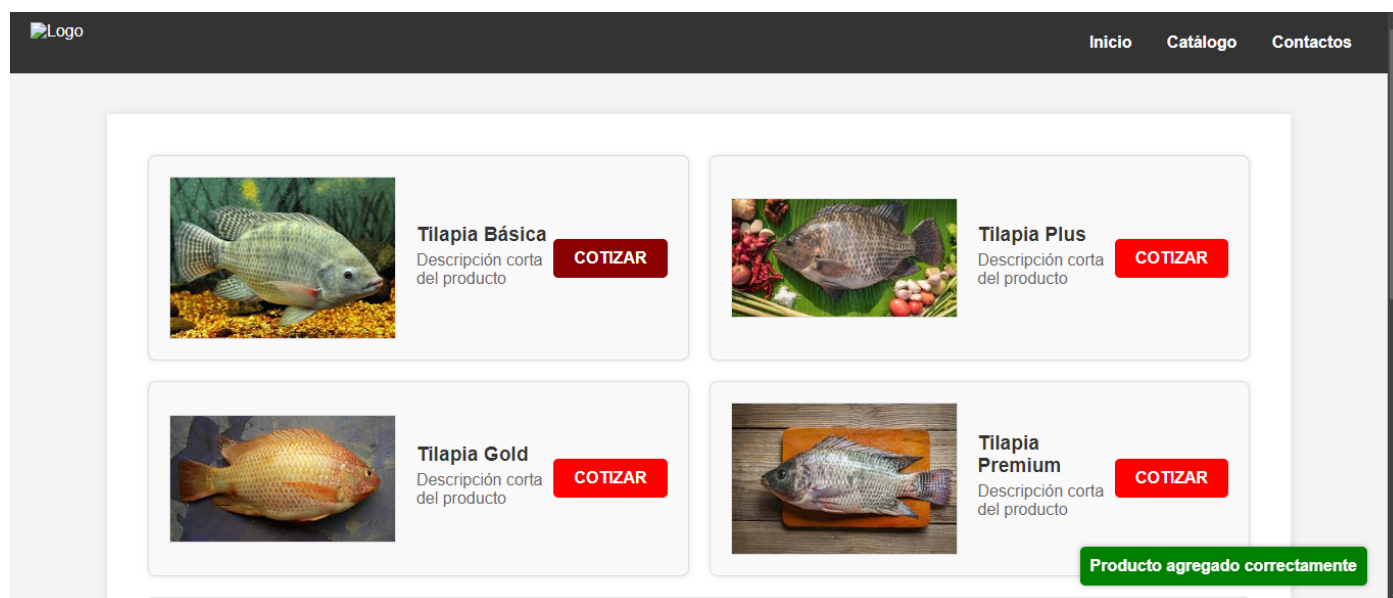 Logo
Inicio
Catálogo
Contactos
Tilapia Básica
Descripción corta
del producto
COTIZAR
Tilapia Plus
Descripción corta
del producto
COTIZAR
Tilapia Gold
Descripción corta
del producto
COTIZAR
Tilapia
Premium
Descripción corta
del producto
COTIZAR
Producto agregado correctamente